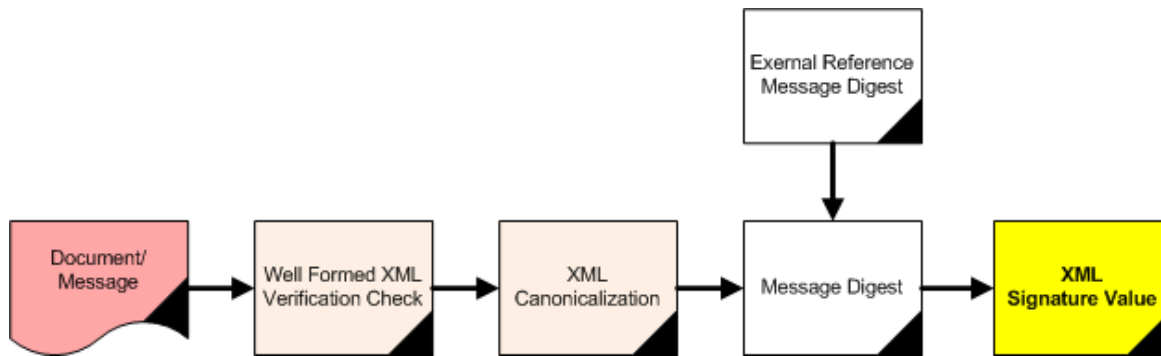 Exernal Reference
Message Digest
Document/
Message
Well Formed XML
Verification Check
XML
Canonicalization
Message Digest
XML
Signature Value